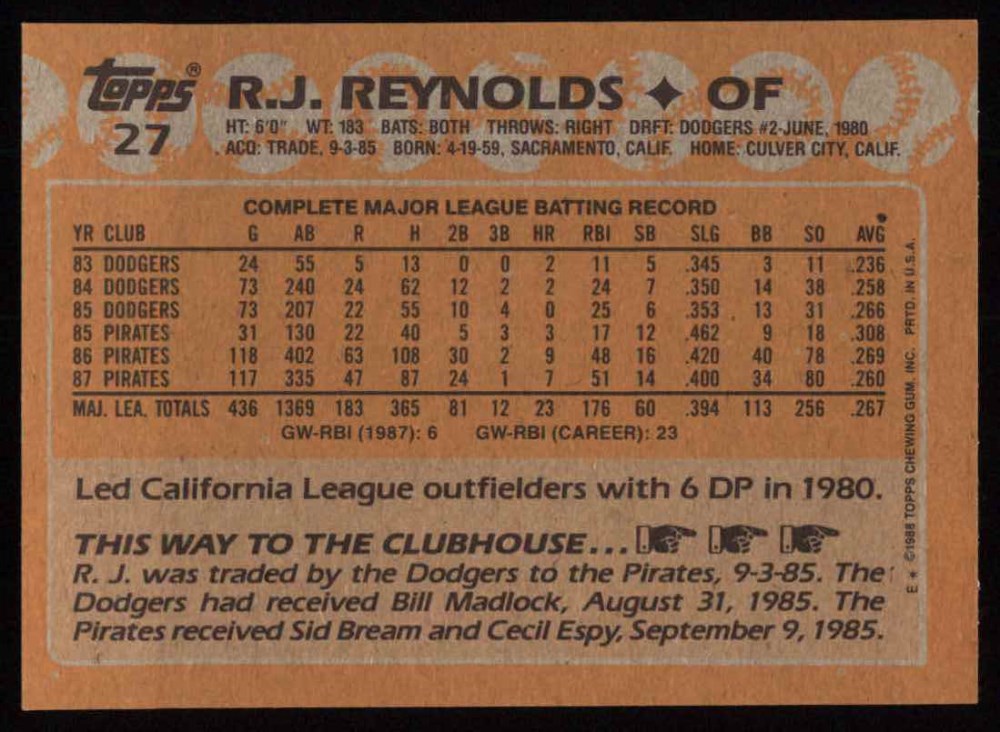 topps® R.J. REYNOLDS ✦ OF
27 HT: 6'0" WT: 183 BATS: BOTH THROWS: RIGHT DRFT: DODGERS #2-JUNE, 1980
ACQ: TRADE, 9-3-85 BORN: 4-19-59, SACRAMENTO, CALIF. HOME: CULVER CITY, CALIF.
COMPLETE MAJOR LEAGUE BATTING RECORD
YR CLUB G AB R H 2B 3B HR RBI SB SLG BB SO AVG
83 DODGERS 24 55 5 13 0 0 2 11 5 .345 3 11 .236
84 DODGERS 73 240 24 62 12 2 2 24 7 .350 14 38 .258
85 DODGERS 73 207 22 55 10 4 0 25 6 .353 13 31 .266
85 PIRATES 31 130 22 40 5 3 3 17 12 .462 9 18 .308
86 PIRATES 118 402 63 108 30 2 9 48 16 .420 40 78 .269
87 PIRATES 117 335 47 87 24 1 7 51 14 .400 34 80 .260
MAJ. LEA. TOTALS 436 1369 183 365 81 12 23 176 60 .394 113 256 .267
GW-RBI (1987): 6 GW-RBI (CAREER): 23
Led California League outfielders with 6 DP in 1980.
THIS WAY TO THE CLUBHOUSE...
R. J. was traded by the Dodgers to the Pirates, 9-3-85. The
Dodgers had received Bill Madlock, August 31, 1985. The
Pirates received Sid Bream and Cecil Espy, September 9, 1985.
E * ©1988 TOPPS CHEWING GUM, INC. PRTD. IN U.S.A.